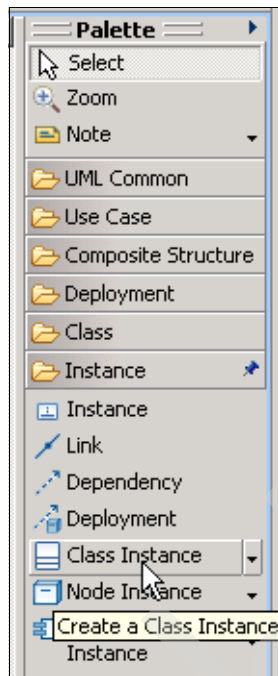 Palette
Select
Zoom
Note
UML Common
Use Case
Composite Structure
Deployment
Class
Instance
Instance
Link
Dependency
Deployment
Class Instance
Node Instance
Create a Class Instance
Instance